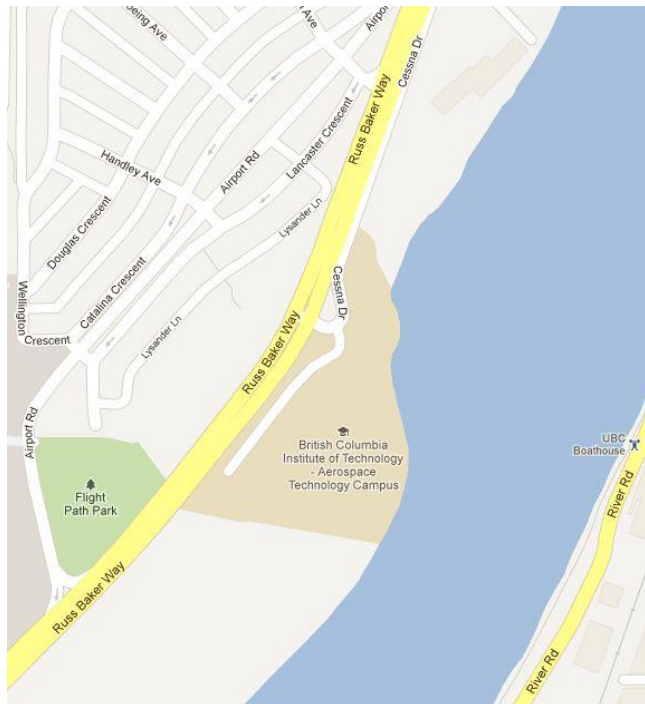 eing Ave
Ave
Airpor
Cessna Dr
Russ Baker Way
Lancaster Crescent
Airport Rd
Handley Ave
Lysander Ln
Douglas Crescent
Catalina Crescent
Wellington
Crescent
Cessna Dr
Lysander Ln
Russ Baker Way
Airport Rd
British Columbia
Institute of Technology
- Aerospace
Technology Campus
UBC
Boathouse
River Rd
Flight
Path Park
Russ Baker Way
River Rd